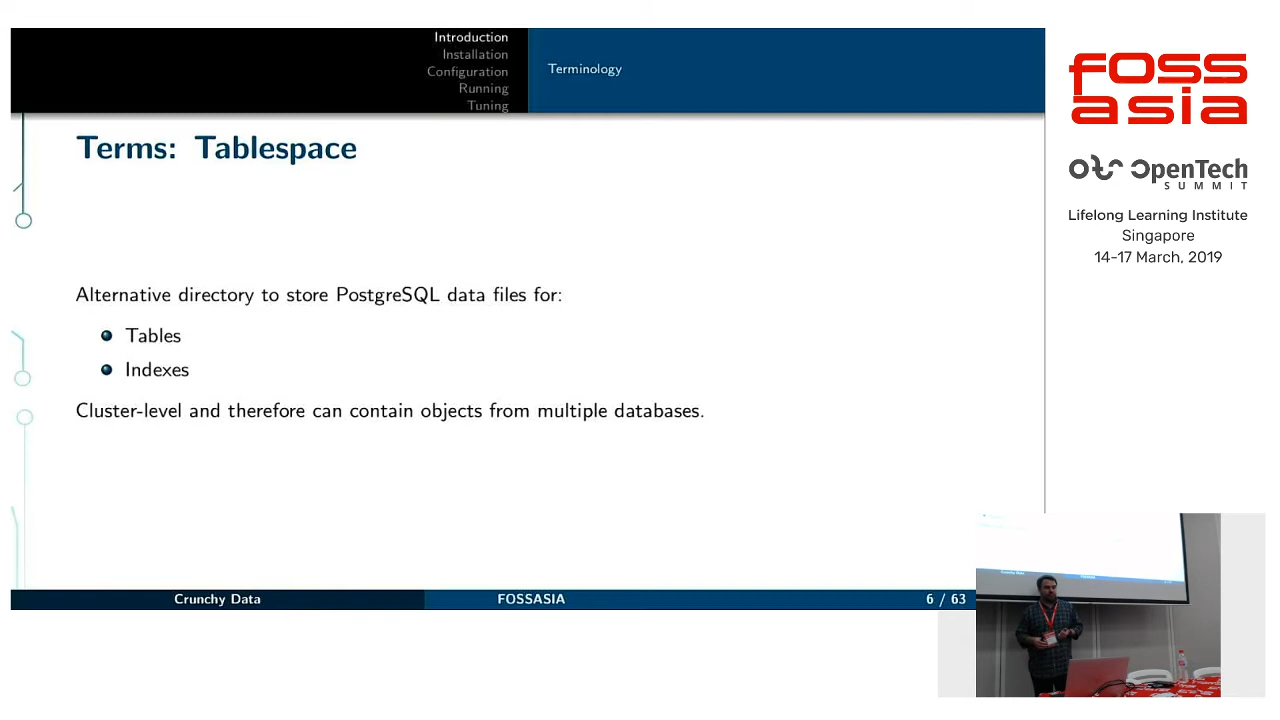 Introduction
Installation
Configuration
Running
Tuning
Terminology
Terms: Tablespace
Alternative directory to store PostgreSQL data files for:
Tables
Indexes
Cluster-level and therefore can contain objects from multiple databases.
Crunchy Data
FOSSASIA
6 / 63
FOSS
asia
OpenTech
SUMMIT
Lifelong Learning Institute
Singapore
14-17 March, 2019